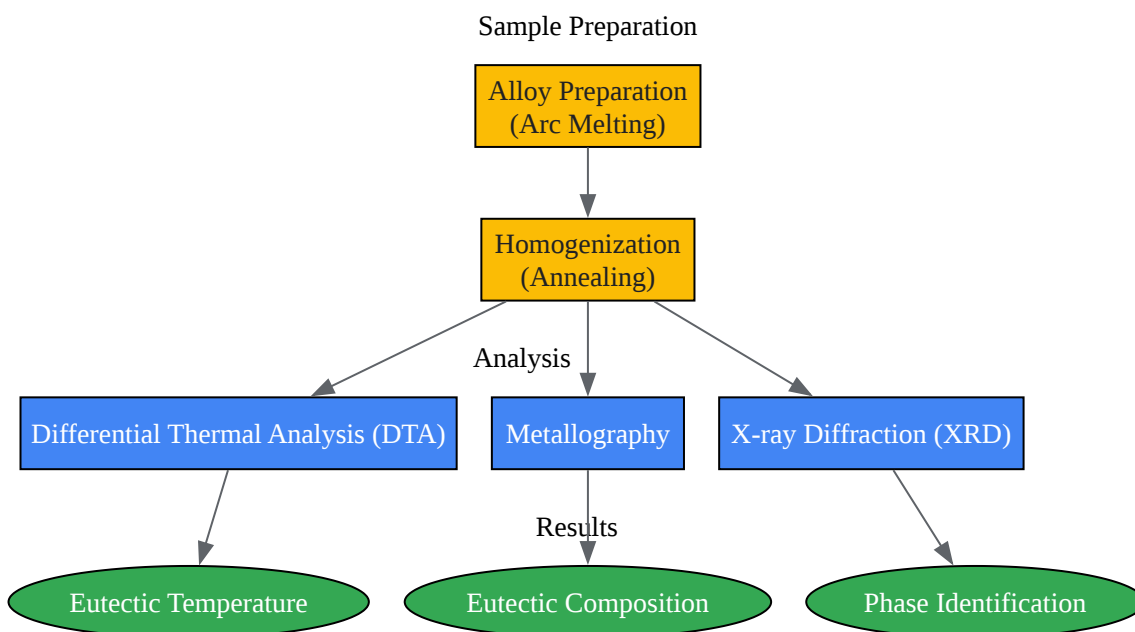 Sample Preparation
Alloy Preparation
(Arc Melting)
Homogenization
(Annealing)
Analysis
Differential Thermal Analysis (DTA)
Metallography
X-ray Diffraction (XRD)
Results
Eutectic Temperature
Eutectic Composition
Phase Identification